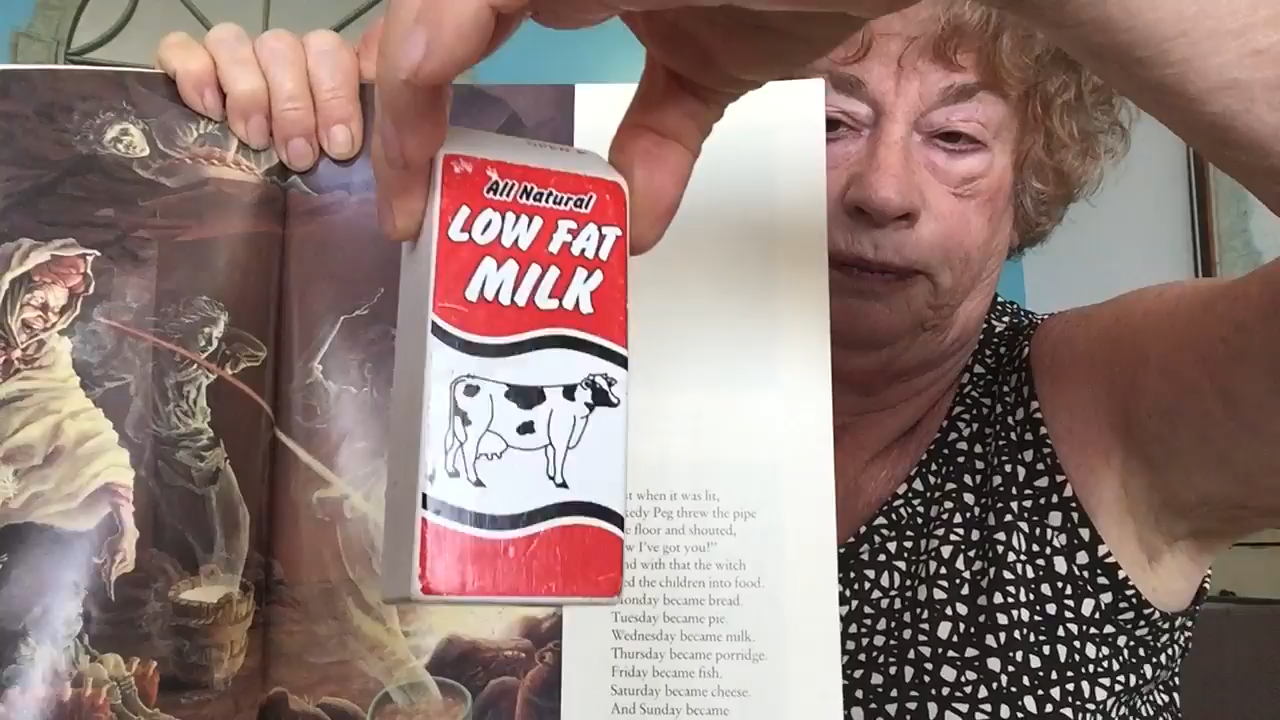 All Natural
LOW FAT
MILK
when it was lit,
Peg threw the pipe
floor and shouted,
I've got you!"
with that the witch
the children into food.
Monday became bread.
Tuesday became pie.
Wednesday became milk.
Thursday became porridge.
Friday became fish.
Saturday became cheese.
And Sunday became